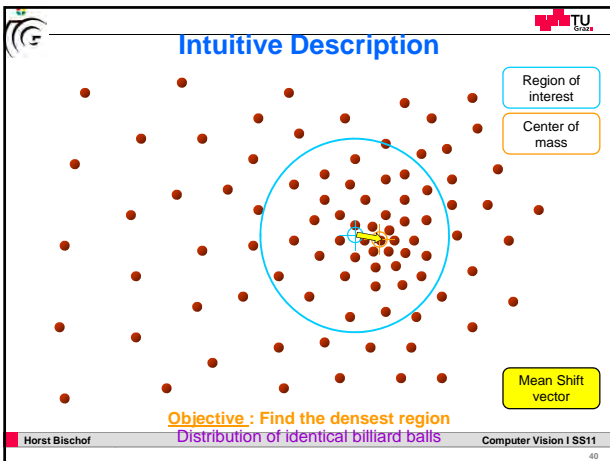 TU
Graz
Intuitive Description
Region of
interest
Center of
mass
Mean Shift
vector
Objective : Find the densest region
Distribution of identical billiard balls
Horst Bischof
Computer Vision I SS11
40